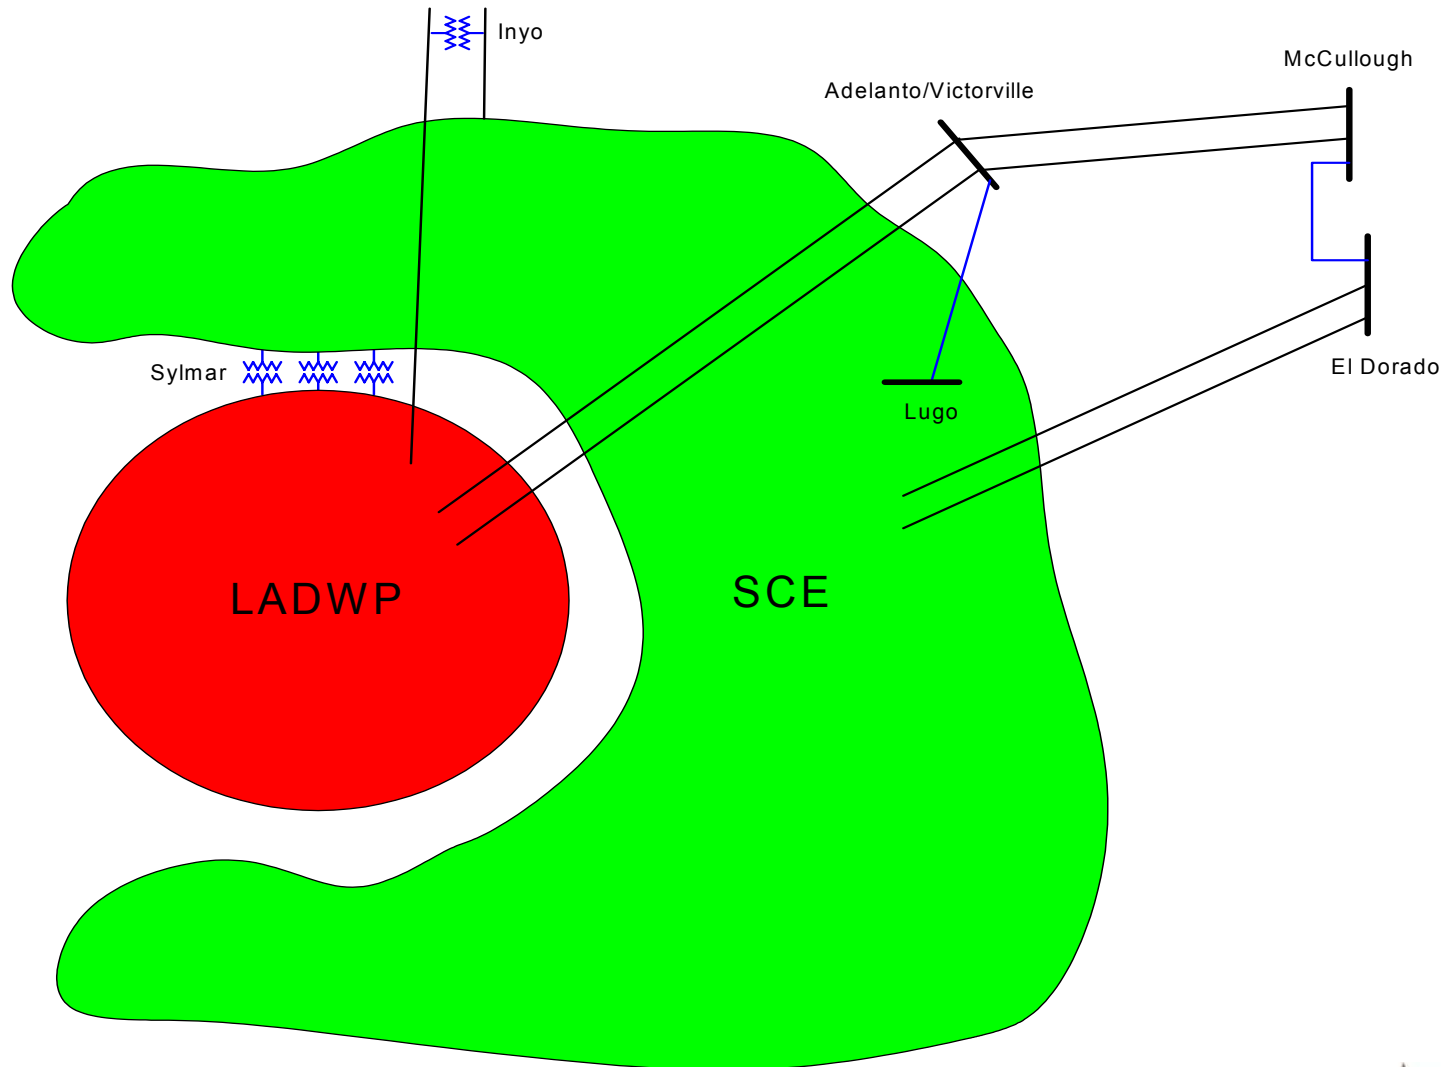 Inyo
McCullough
Adelanto/Victorville
Sylmar
El Dorado
Lugo
LADWP
SCE